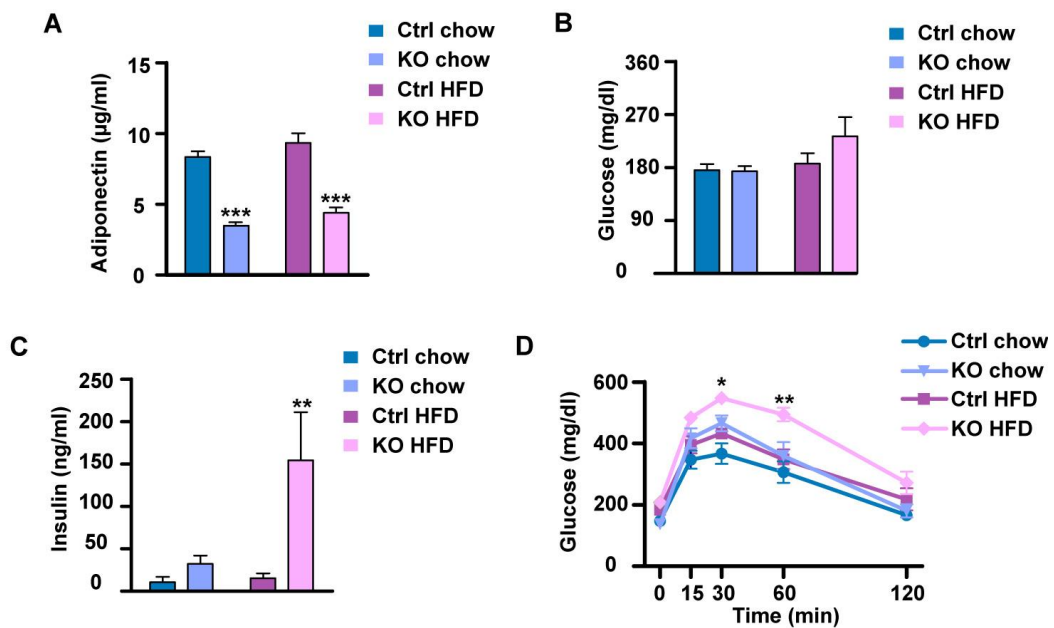 A
Ctrl chow
KO chow
Ctrl HFD
KO HFD
Adiponectin (µg/ml)
15
10
5
0
***
***
B
Ctrl chow
KO chow
Ctrl HFD
KO HFD
Glucose (mg/dl)
360
270
180
90
0
C
Ctrl chow
KO chow
Ctrl HFD
KO HFD
Insulin (ng/ml)
250
200
150
100
50
0
**
D
Ctrl chow
KO chow
Ctrl HFD
KO HFD
Glucose (mg/dl)
600
400
200
0
*
**
0 15 30 60 120
Time (min)